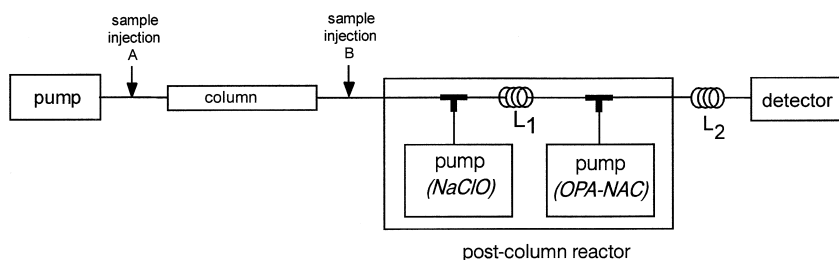 sample
injection
A
sample
injection
B
pump
column
detector
L1
L2
pump
(NaClO)
pump
(OPA-NAC)
post-column reactor